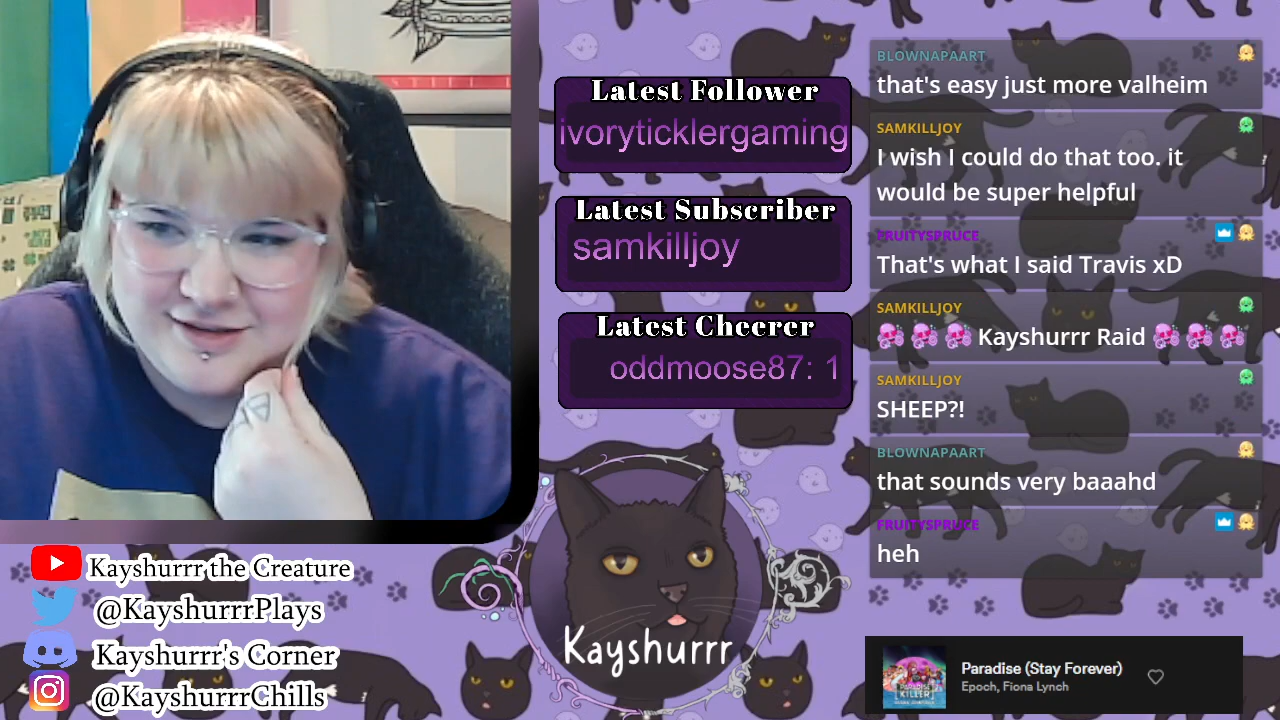 Latest Follower
ivoryticklergaming
Latest Subscriber
samkilljoy
Latest Cheerer
oddmoose87: 1
BLOWNAPAART
that's easy just more valheim
SAMKILLJOY
I wish I could do that too. it
would be super helpful
FRUITYSPRUCE
That's what I said Travis xD
SAMKILLJOY
Kayshurrr Raid
SAMKILLJOY
SHEEP?!
BLOWNAPAART
that sounds very baaahd
FRUITYSPRUCE
heh
Kayshurrr the Creature
@KayshurrrPlays
Kayshurrr's Corner
@KayshurrrChills
Kayshurrr
Paradise (Stay Forever)
Epoch, Fiona Lynch
PARADISE
KILLER